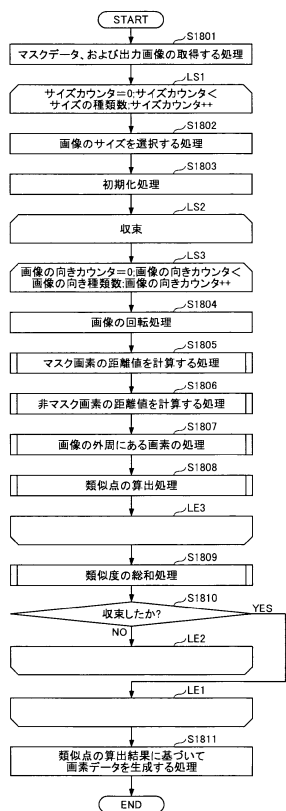 START
S1801
マスクデータ、および出力画像の取得する処理
LS1
サイズカウンタ=0;サイズカウンタ<
サイズの種類数;サイズカウンタ++
S1802
画像のサイズを選択する処理
S1803
初期化処理
LS2
収束
LS3
画像の向きカウンタ=0;画像の向きカウンタ<
画像の向き種類数;画像の向きカウンタ++
S1804
画像の回転処理
S1805
マスク画素の距離値を計算する処理
S1806
非マスク画素の距離値を計算する処理
S1807
画像の外周にある画素の処理
S1808
類似点の算出処理
LE3
S1809
類似度の総和処理
S1810
収束したか?
YES
NO
LE2
LE1
S1811
類似点の算出結果に基づいて
画素データを生成する処理
END